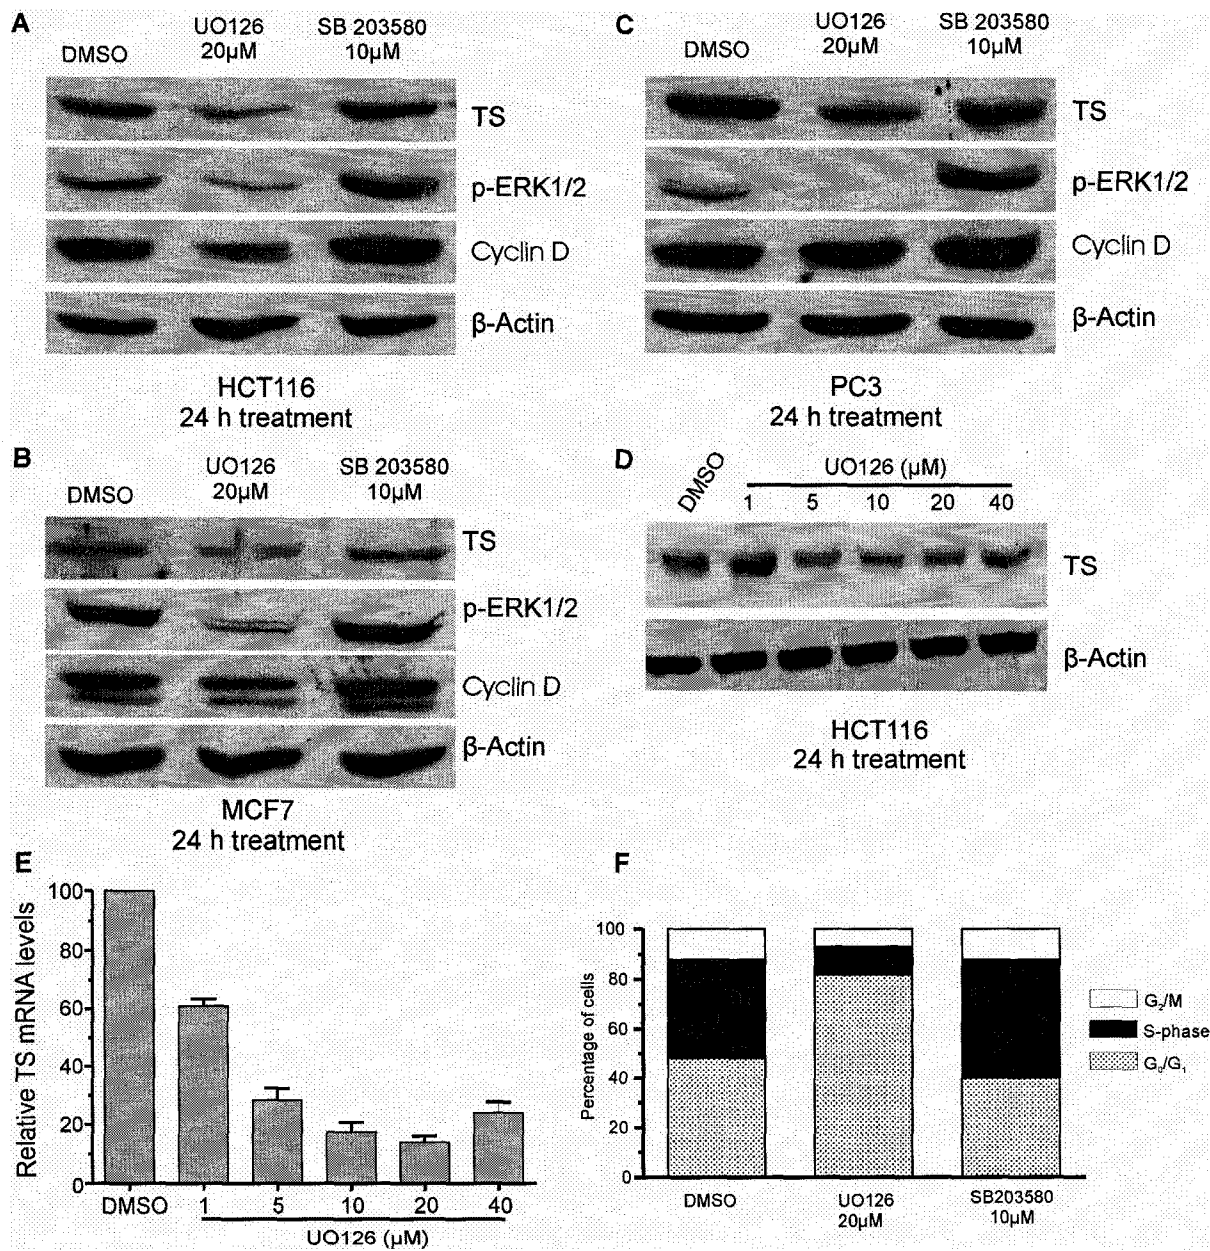 A
DMSO
UO126
20µM
SB 203580
10µM
TS
p-ERK1/2
Cyclin D
β-Actin
HCT116
24 h treatment
C
DMSO
UO126
20µM
SB 203580
10µM
TS
p-ERK1/2
Cyclin D
β-Actin
PC3
24 h treatment
B
DMSO
UO126
20µM
SB 203580
10µM
TS
p-ERK1/2
Cyclin D
β-Actin
MCF7
24 h treatment
D
DMSO
UO126 (µM)
1 5 10 20 40
TS
β-Actin
HCT116
24 h treatment
E
Relative TS mRNA levels
100
80
60
40
20
0
DMSO 1 5 10 20 40
UO126 (µM)
F
Percentage of cells
100
80
60
40
20
0
DMSO
UO126
20µM
SB203580
10µM
G₂/M
S-phase
G₀/G₁